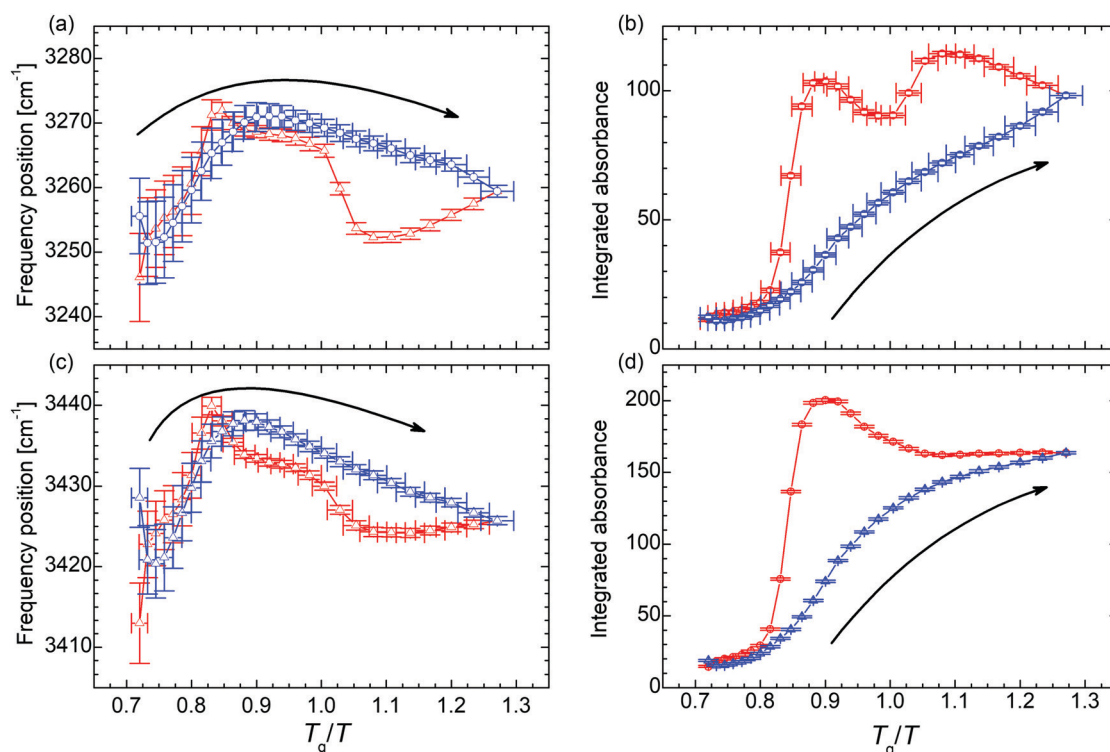 (a)
Frequency position [cm⁻¹]
3280
3270
3260
3250
3240
(b)
Integrated absorbance
100
50
0
(c)
Frequency position [cm⁻¹]
3440
3430
3420
3410
0.7 0.8 0.9 1.0 1.1 1.2 1.3
Tg/T
(d)
Integrated absorbance
200
150
100
50
0
0.7 0.8 0.9 1.0 1.1 1.2 1.3
Tg/T